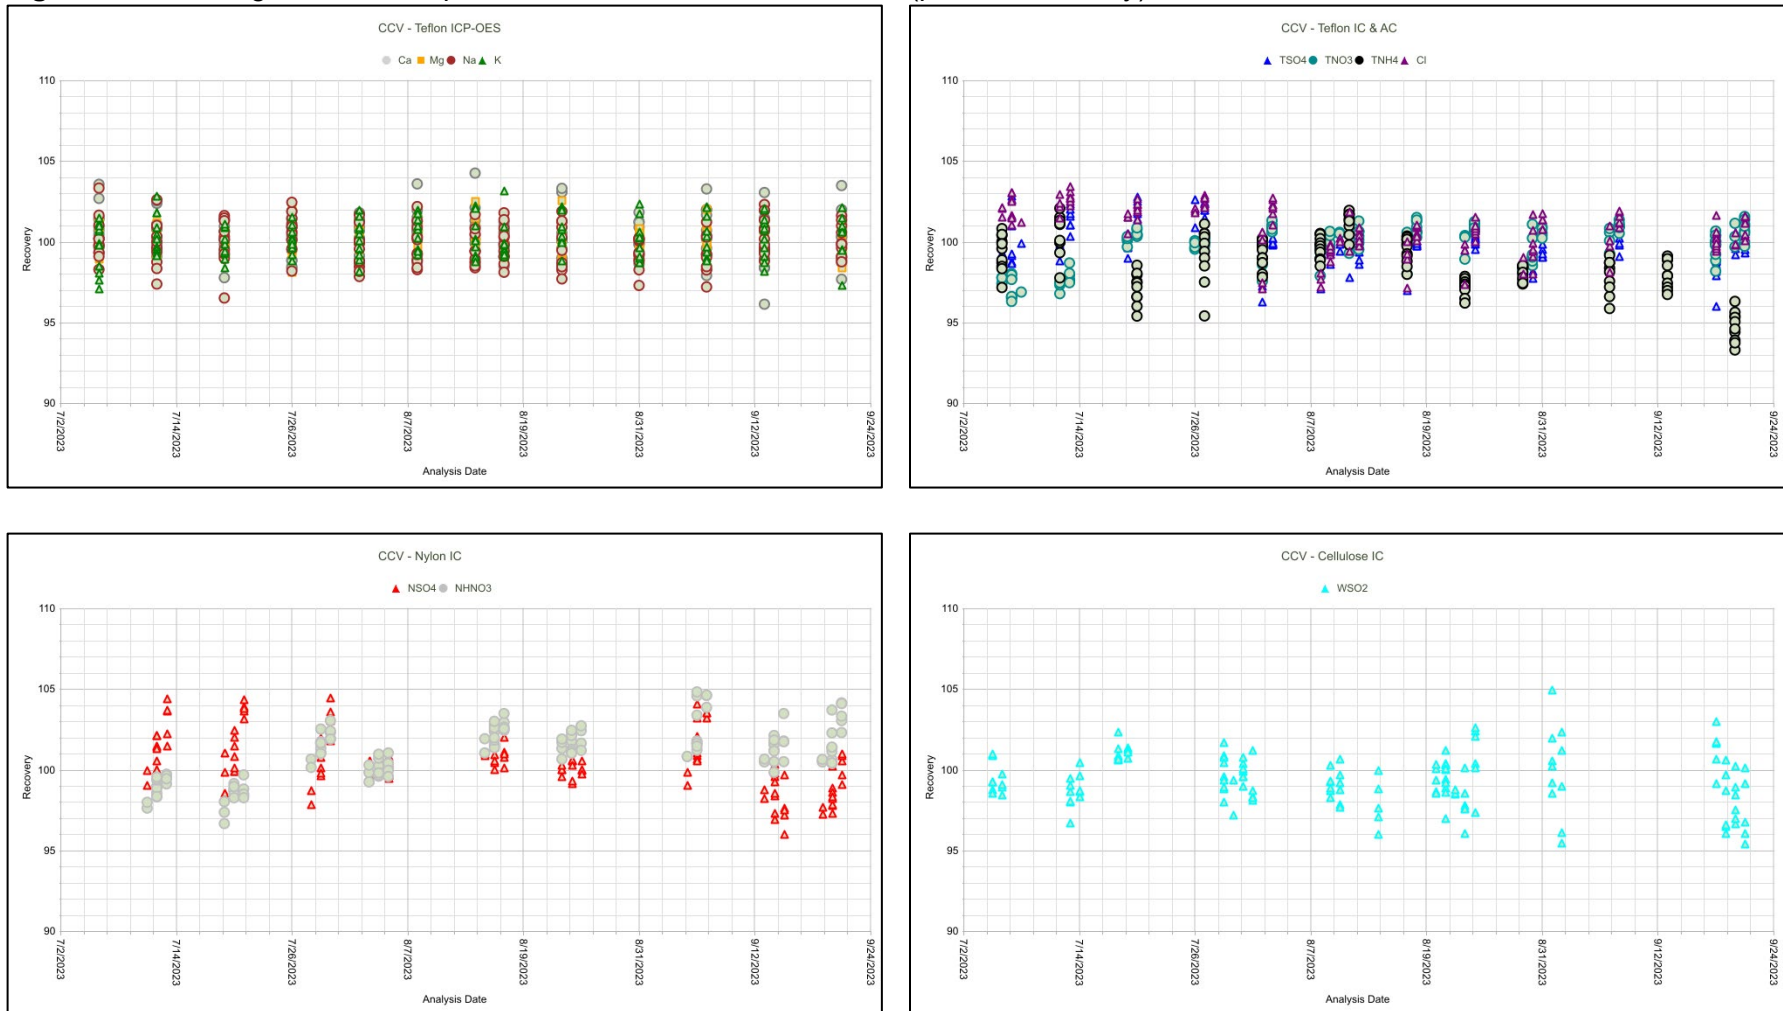 CCV - Teflon ICP-OES
Ca Mg Na K
110
105
100
95
90
Recovery
7/2/2023 7/14/2023 7/26/2023 8/7/2023 8/19/2023 8/31/2023 9/12/2023 9/24/2023
Analysis Date
CCV - Teflon IC & AC
TSO4 TNO3 TNH4 Cl
110
105
100
95
90
Recovery
7/2/2023 7/14/2023 7/26/2023 8/7/2023 8/19/2023 8/31/2023 9/12/2023 9/24/2023
Analysis Date
CCV - Nylon IC
NSO4 NHNO3
110
105
100
95
90
Recovery
7/2/2023 7/14/2023 7/26/2023 8/7/2023 8/19/2023 8/31/2023 9/12/2023 9/24/2023
Analysis Date
CCV - Cellulose IC
WSO2
110
105
100
95
90
Recovery
7/2/2023 7/14/2023 7/26/2023 8/7/2023 8/19/2023 8/31/2023 9/12/2023 9/24/2023
Analysis Date